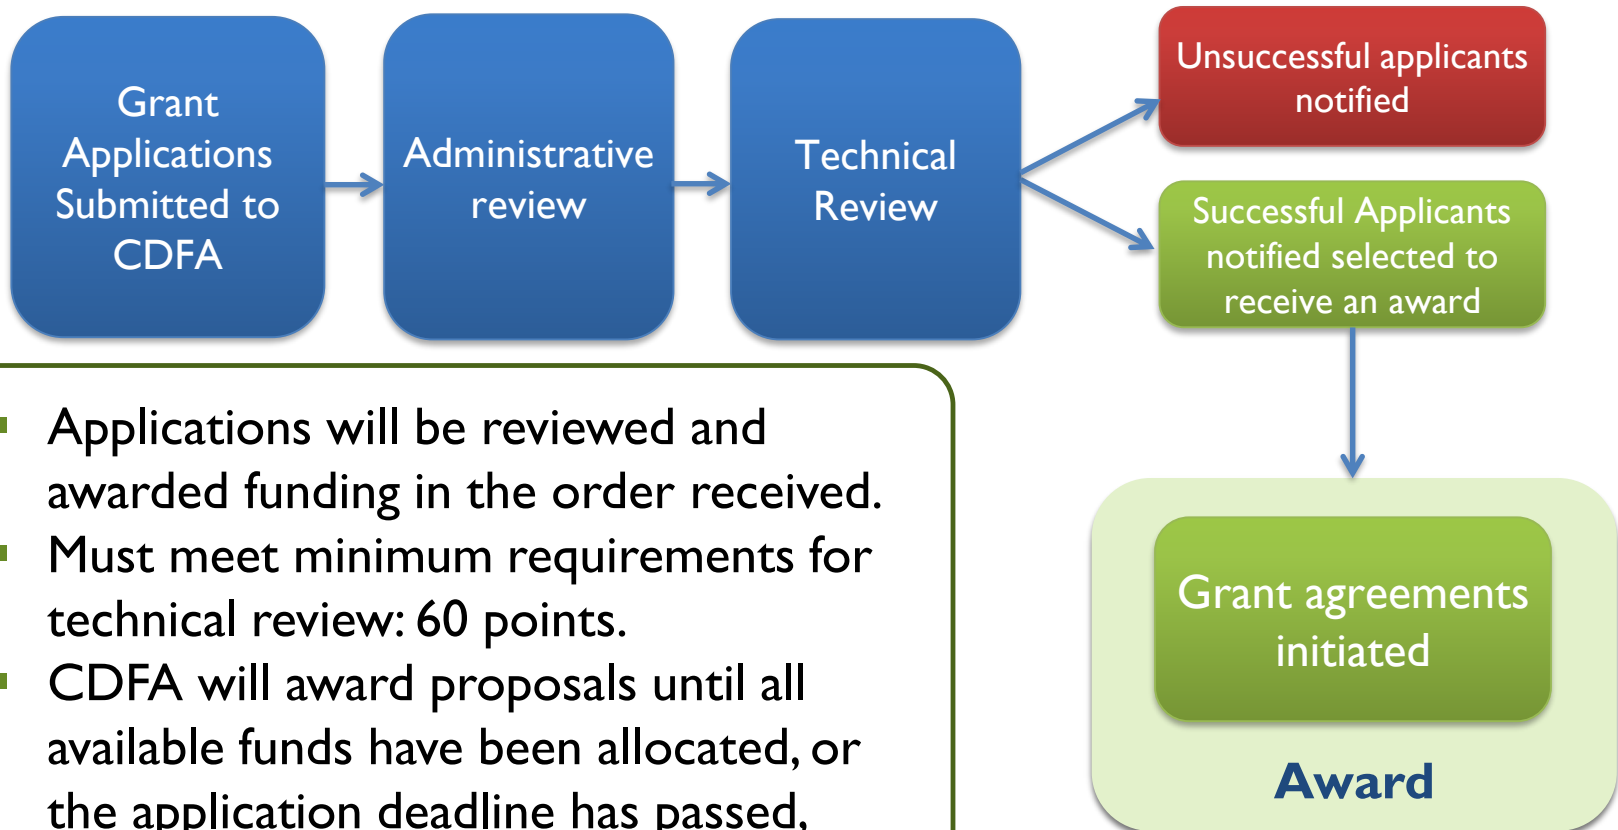 Grant
Applications
Submitted to
CDFA
Administrative
review
Technical
Review
Unsuccessful applicants
notified
Successful Applicants
notified selected to
receive an award
Applications will be reviewed and
awarded funding in the order received.
Must meet minimum requirements for
technical review: 60 points.
CDFA will award proposals until all
available funds have been allocated, or
the application deadline has passed,
Grant agreements
initiated
Award